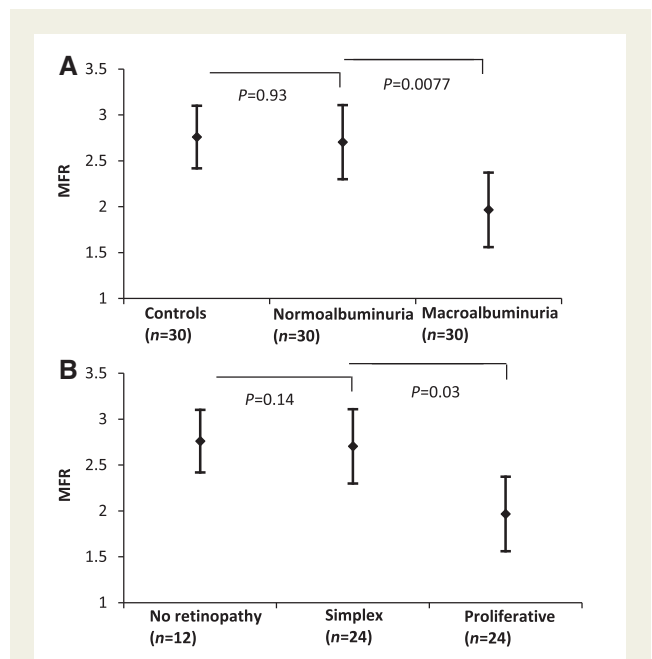 A
3.5
3
2.5
2
1.5
1
MFR
P=0.93
P=0.0077
Controls Normoalbuminuria Macroalbuminuria
(n=30) (n=30) (n=30)
B
3.5
3
2.5
2
1.5
1
MFR
P=0.14
P=0.03
No retinopathy Simplex Proliferative
(n=12) (n=24) (n=24)